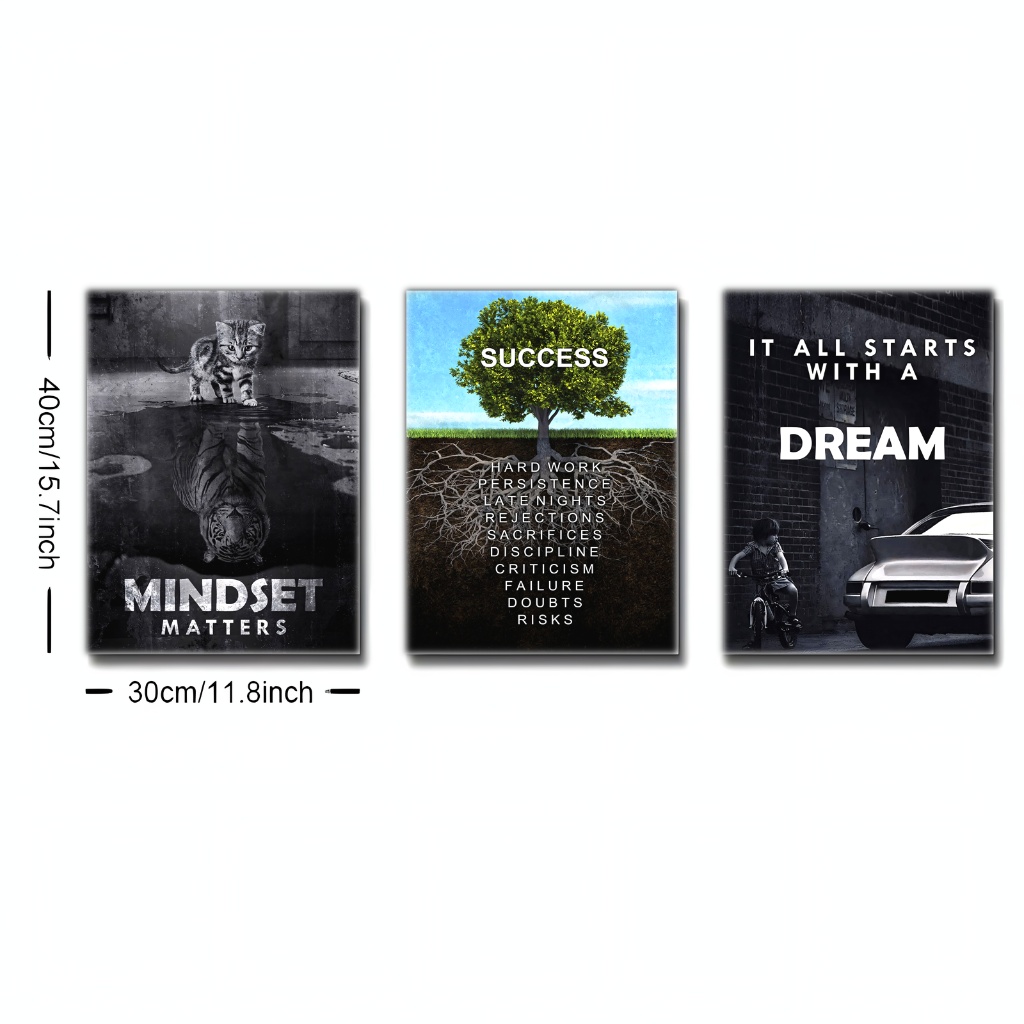 40cm/15.7inch
30cm/11.8inch
MINDSET
MATTERS
SUCCESS
HARD WORK
PERSISTENCE
LATE NIGHTS
REJECTIONS
SACRIFICES
DISCIPLINE
CRITICISM
FAILURE
DOUBTS
RISKS
IT ALL STARTS
WITH A
DREAM